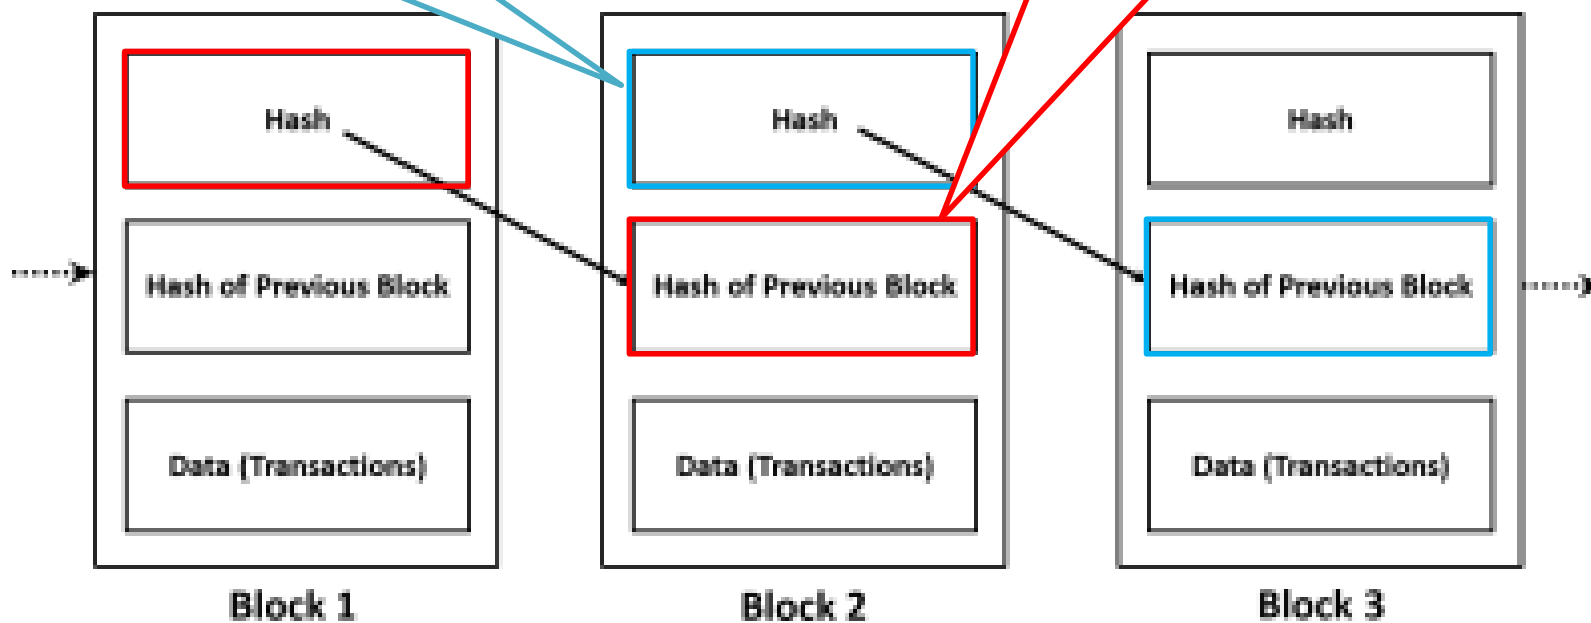 Hash
Hash of Previous Block
Data (Transactions)
Block 1
Hash
Hash of Previous Block
Data (Transactions)
Block 2
Hash
Hash of Previous Block
Data (Transactions)
Block 3